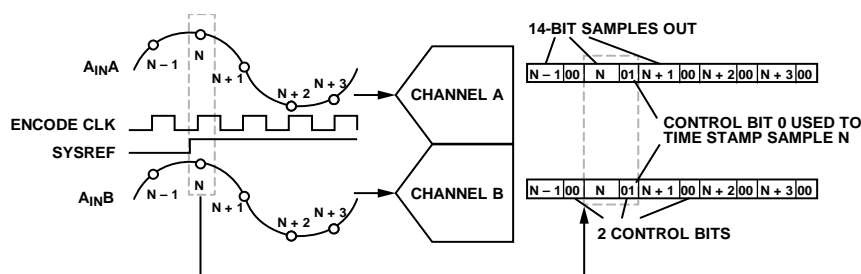 14-BIT SAMPLES OUT
AINA
N – 1
N
N + 1
N + 2
N + 3
CHANNEL A
N – 1 00 N 01 N + 1 00 N + 2 00 N + 3 00
ENCODE CLK
SYSREF
CONTROL BIT 0 USED TO
TIME STAMP SAMPLE N
AINB
N – 1
N
N + 1
N + 2
N + 3
CHANNEL B
N – 1 00 N 01 N + 1 00 N + 2 00 N + 3 00
2 CONTROL BITS